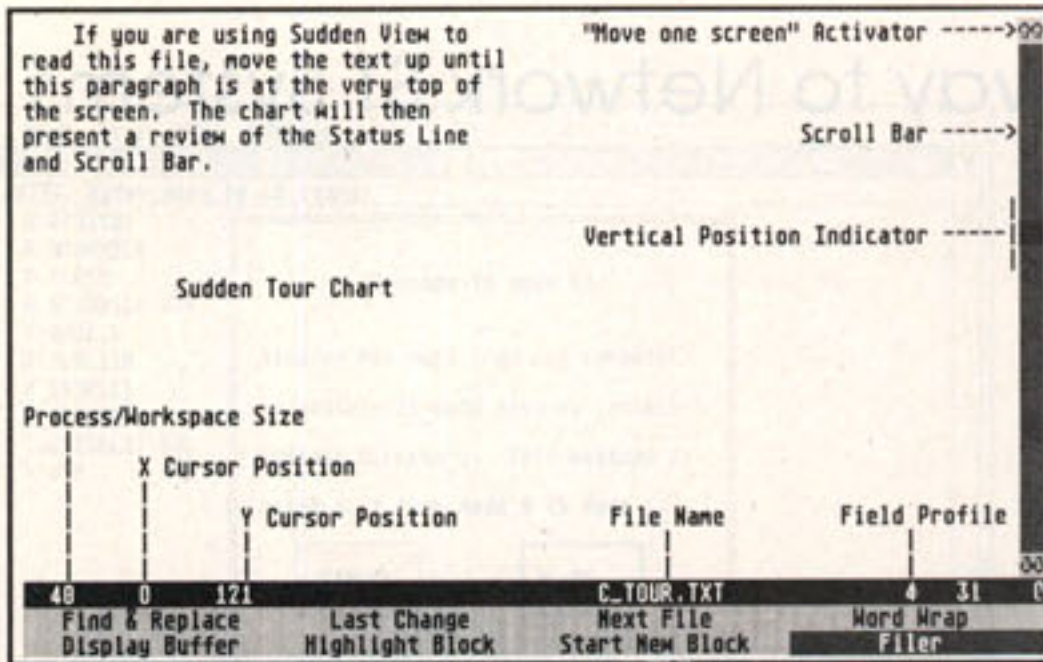 If you are using Sudden View to
read this file, move the text up until
this paragraph is at the very top of
the screen. The chart will then
present a review of the Status Line
and Scroll Bar.
"Move one screen" Activator ----->
Scroll Bar ----->
Vertical Position Indicator -----
Sudden Tour Chart
Process/Workspace Size
X Cursor Position
Y Cursor Position
File Name
Field Profile
40 0 121 C_TOUR.TXT 4 31
Find & Replace Last Change Next File Word Wrap
Display Buffer Highlight Block Start New Block Filer
way to Network